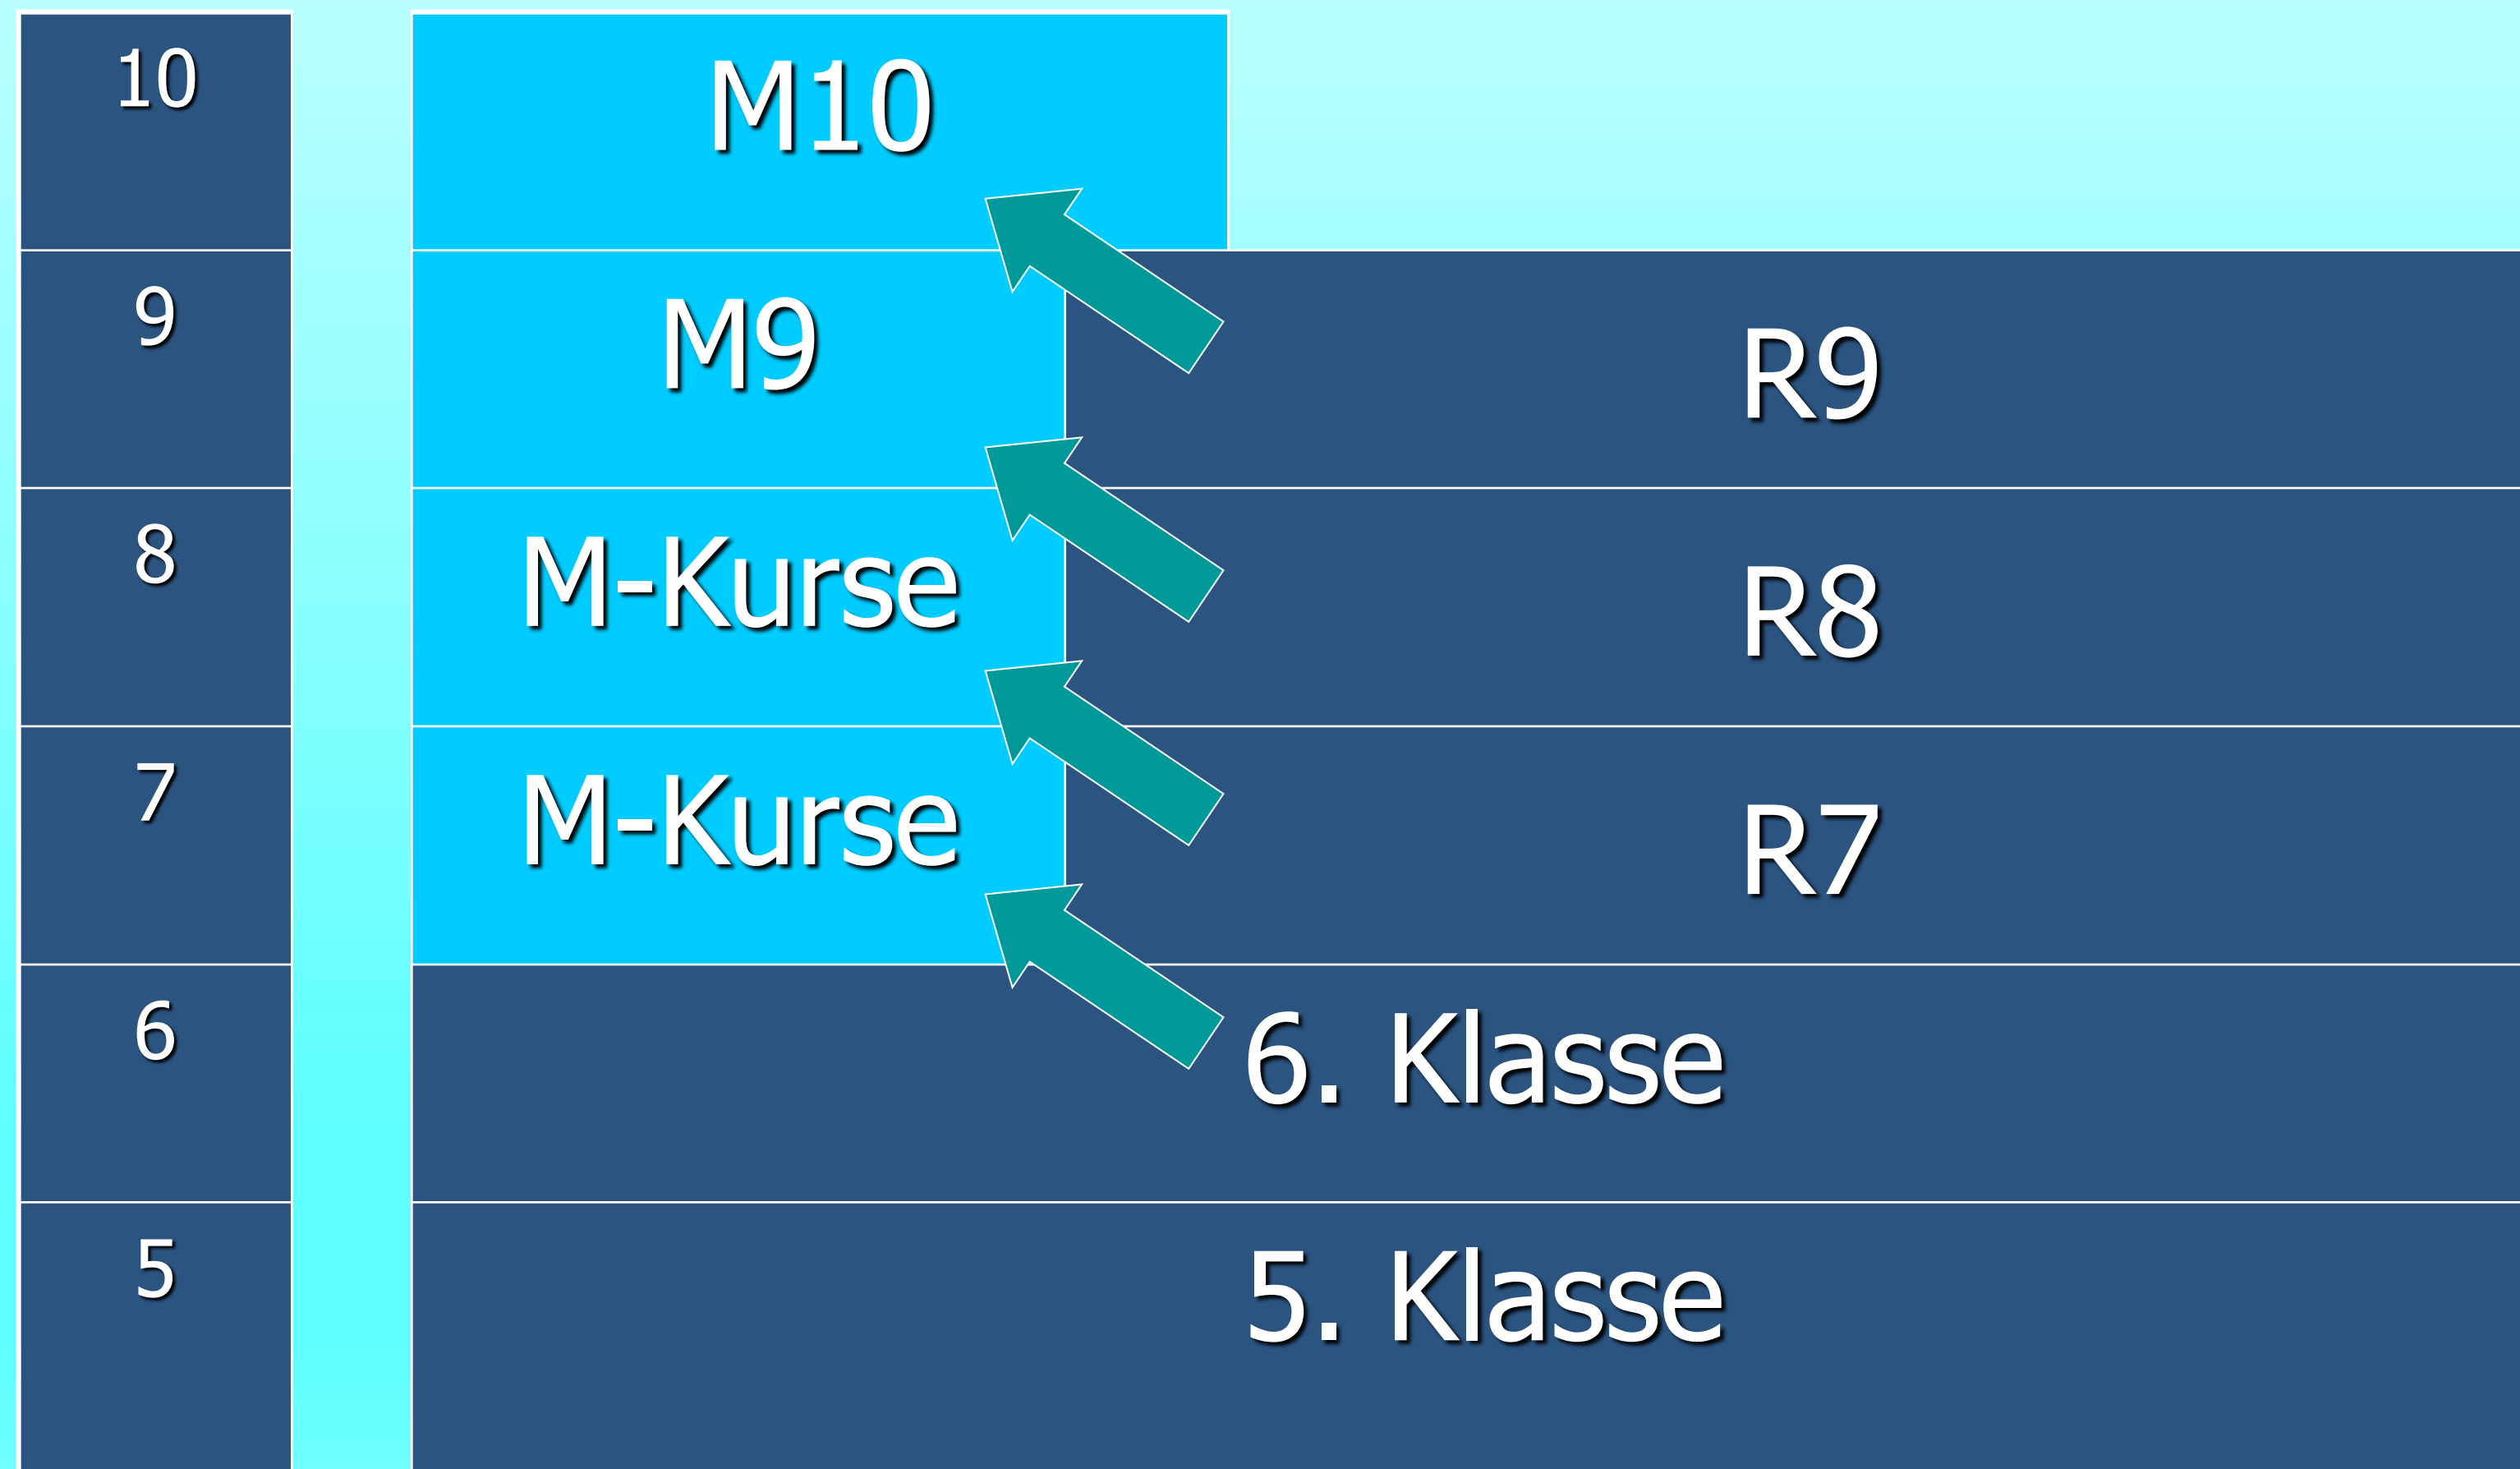 10
M10
9
M9
R9
8
M-Kurse
R8
7
M-Kurse
R7
6
6. Klasse
5
5. Klasse